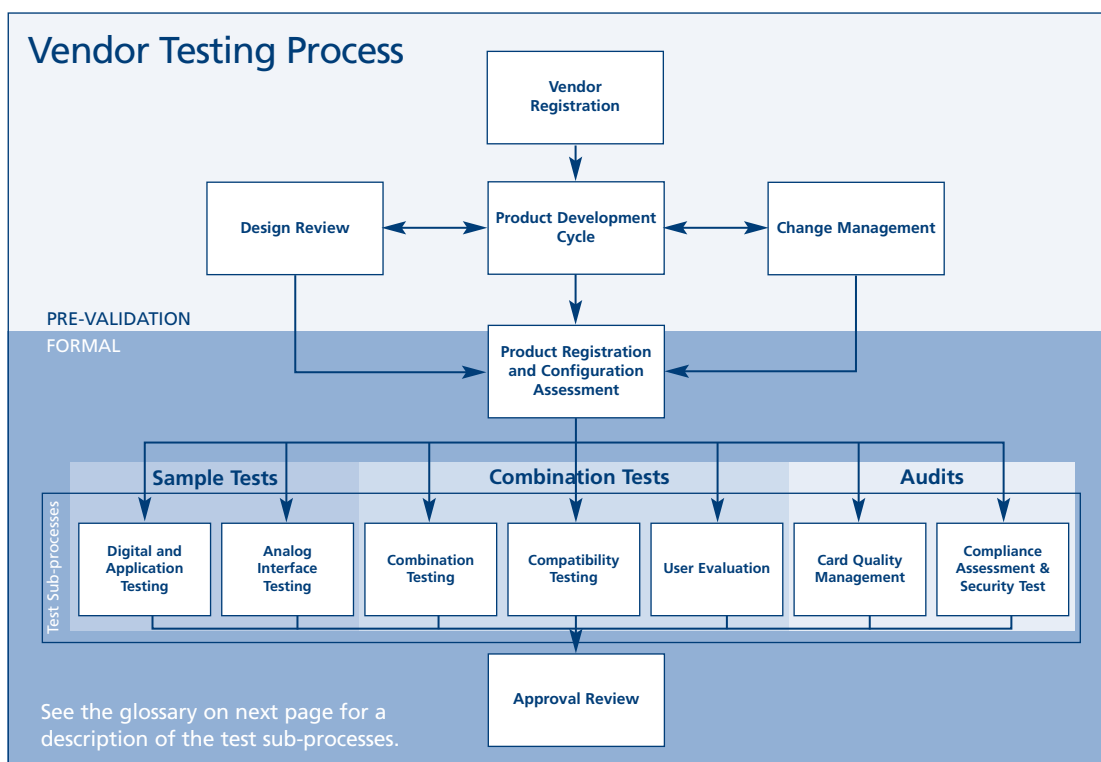 Vendor Testing Process
Vendor
Registration
Design Review
Product Development
Cycle
Change Management
PRE-VALIDATION
FORMAL
Product Registration
and Configuration
Assessment
Sample Tests
Combination Tests
Audits
Test Sub-processes
Digital and
Application
Testing
Analog
Interface
Testing
Combination
Testing
Compatibility
Testing
User Evaluation
Card Quality
Management
Compliance
Assessment &
Security Test
Approval Review
See the glossary on next page for a
description of the test sub-processes.